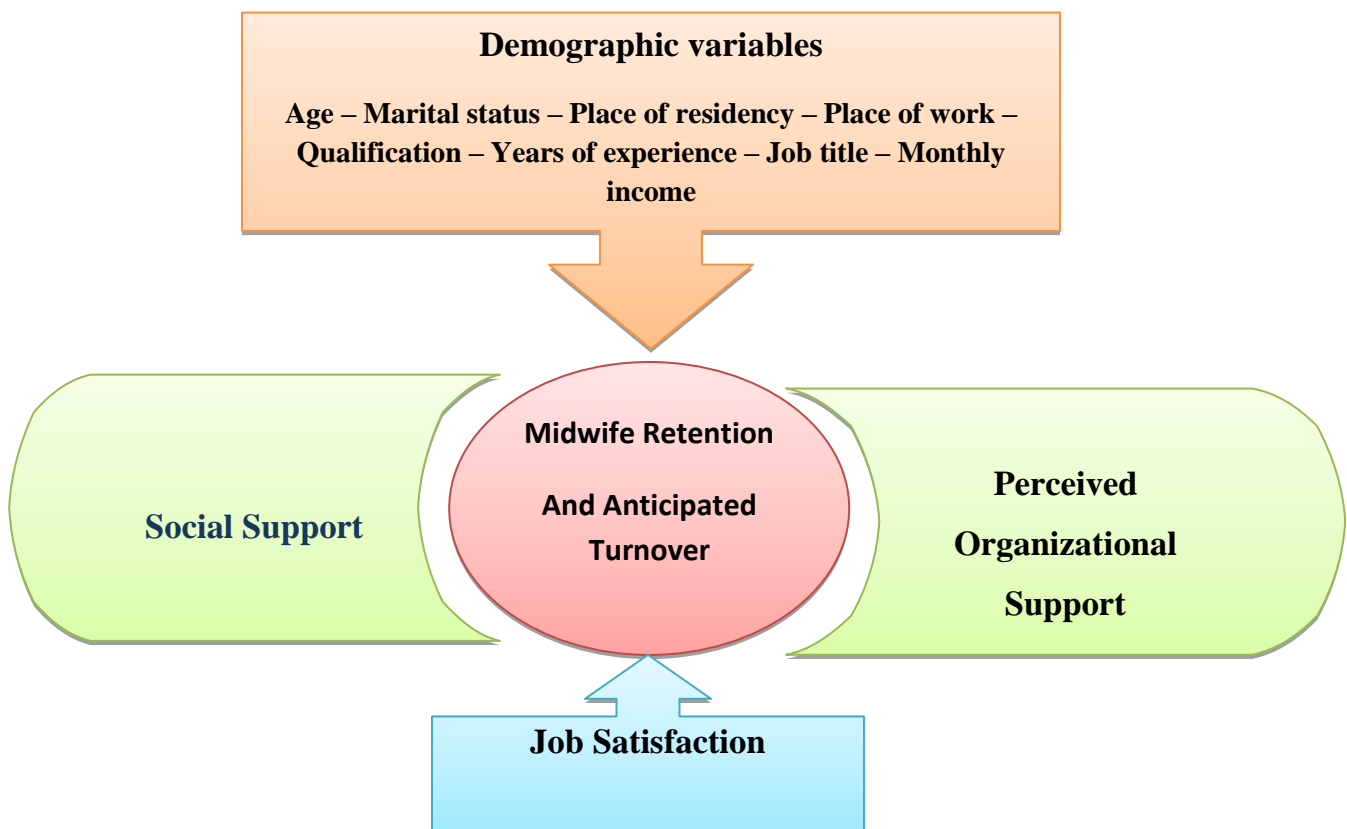 Demographic variables
Age – Marital status – Place of residency – Place of work –
Qualification – Years of experience – Job title – Monthly
income
Social Support
Midwife Retention
And Anticipated
Turnover
Perceived
Organizational
Support
Job Satisfaction